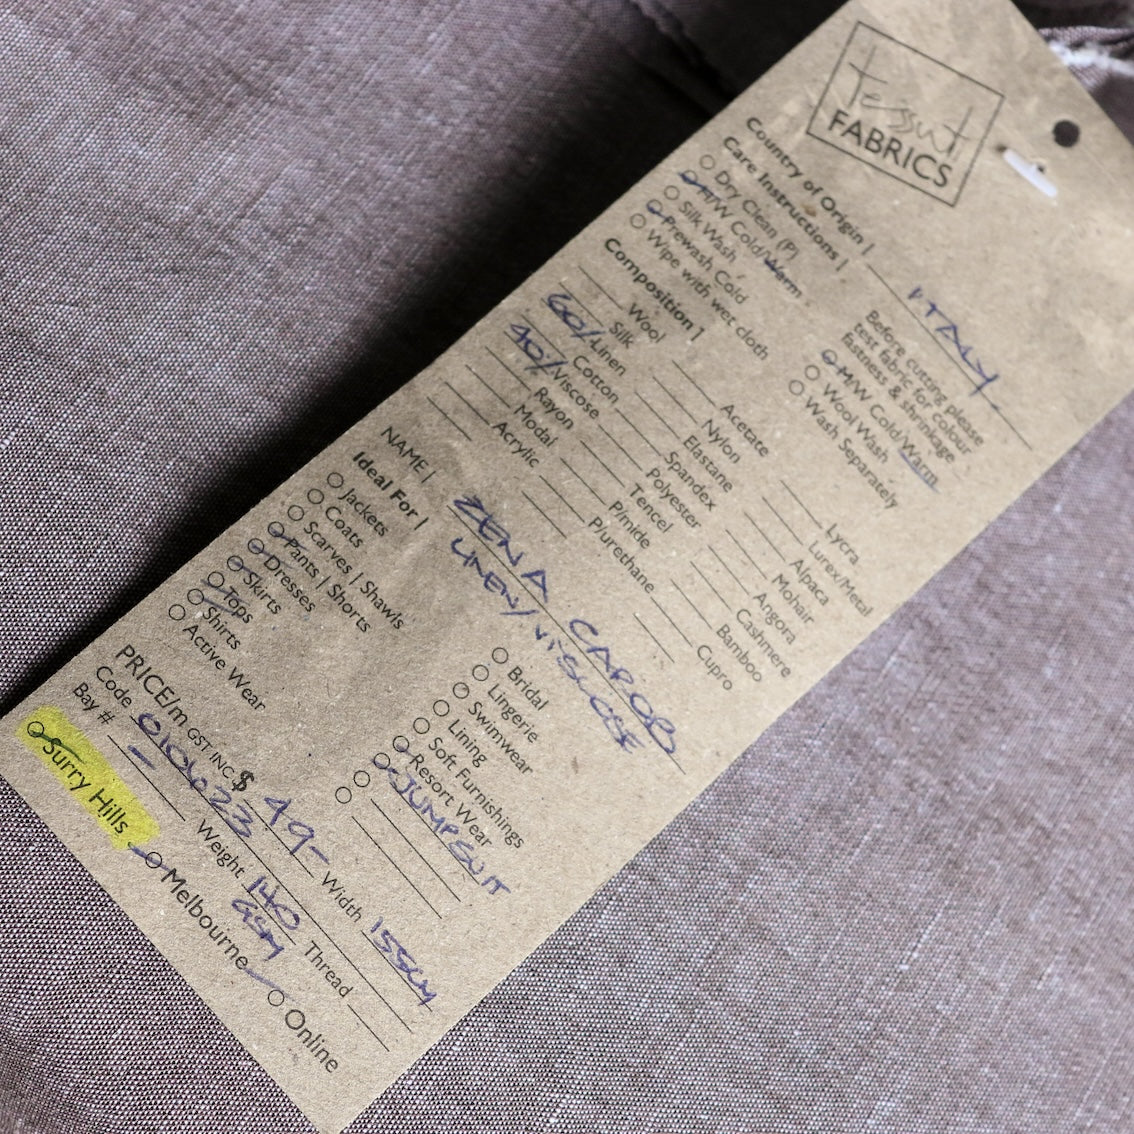 tessuti
FABRICS
Country of Origin | ITALY
Care Instructions |
Dry Clean (P)
H/W Cold/Warm
Silk Wash
Prewash Cold
Wipe with wet cloth
Before cutting please
test fabric for colour
fastness & shrinkage
M/W Cold/Warm
Wool Wash
Wash Separately
Composition |
Wool
Silk
60% Linen
Cotton
40% Viscose
Rayon
Modal
Acrylic
Acetate
Nylon
Elastane
Spandex
Polyester
Tencel
P/mide
P/urethane
Lycra
Lurex/Metal
Alpaca
Mohair
Angora
Cashmere
Bamboo
Cupro
NAME | ZENA CAROB
LINEN/VISCOSE
Ideal For |
Jackets
Coats
Scarves | Shawls
Pants | Shorts
Dresses
Skirts
Tops
Shirts
Active Wear
Bridal
Lingerie
Swimwear
Lining
Soft Furnishings
Resort Wear
JUMPSUIT
PRICE/m GST INC $ 49- Width 155cm
Code 010623 Weight 140 GSM Thread
Bay # -
Surry Hills
Melbourne
Online